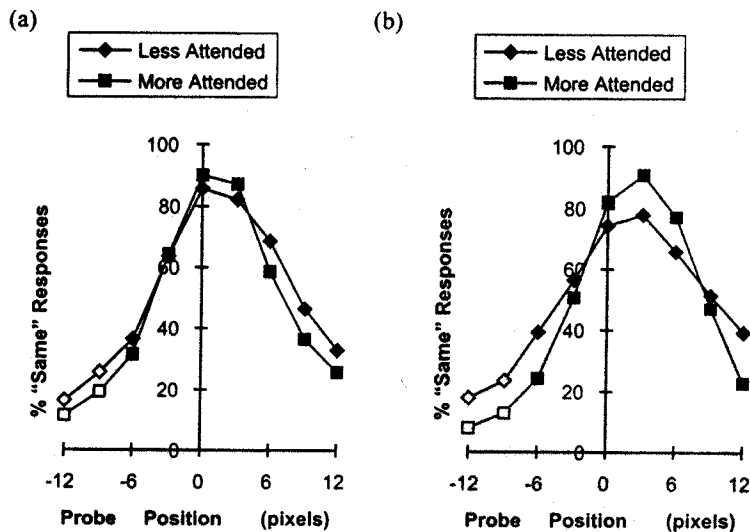 (a)
Less Attended
More Attended
% “Same” Responses
100
80
60
40
20
0
-12 -6 0 6 12
Probe Position (pixels)
(b)
Less Attended
More Attended
% “Same” Responses
100
80
60
40
20
0
-12 -6 0 6 12
Probe Position (pixels)